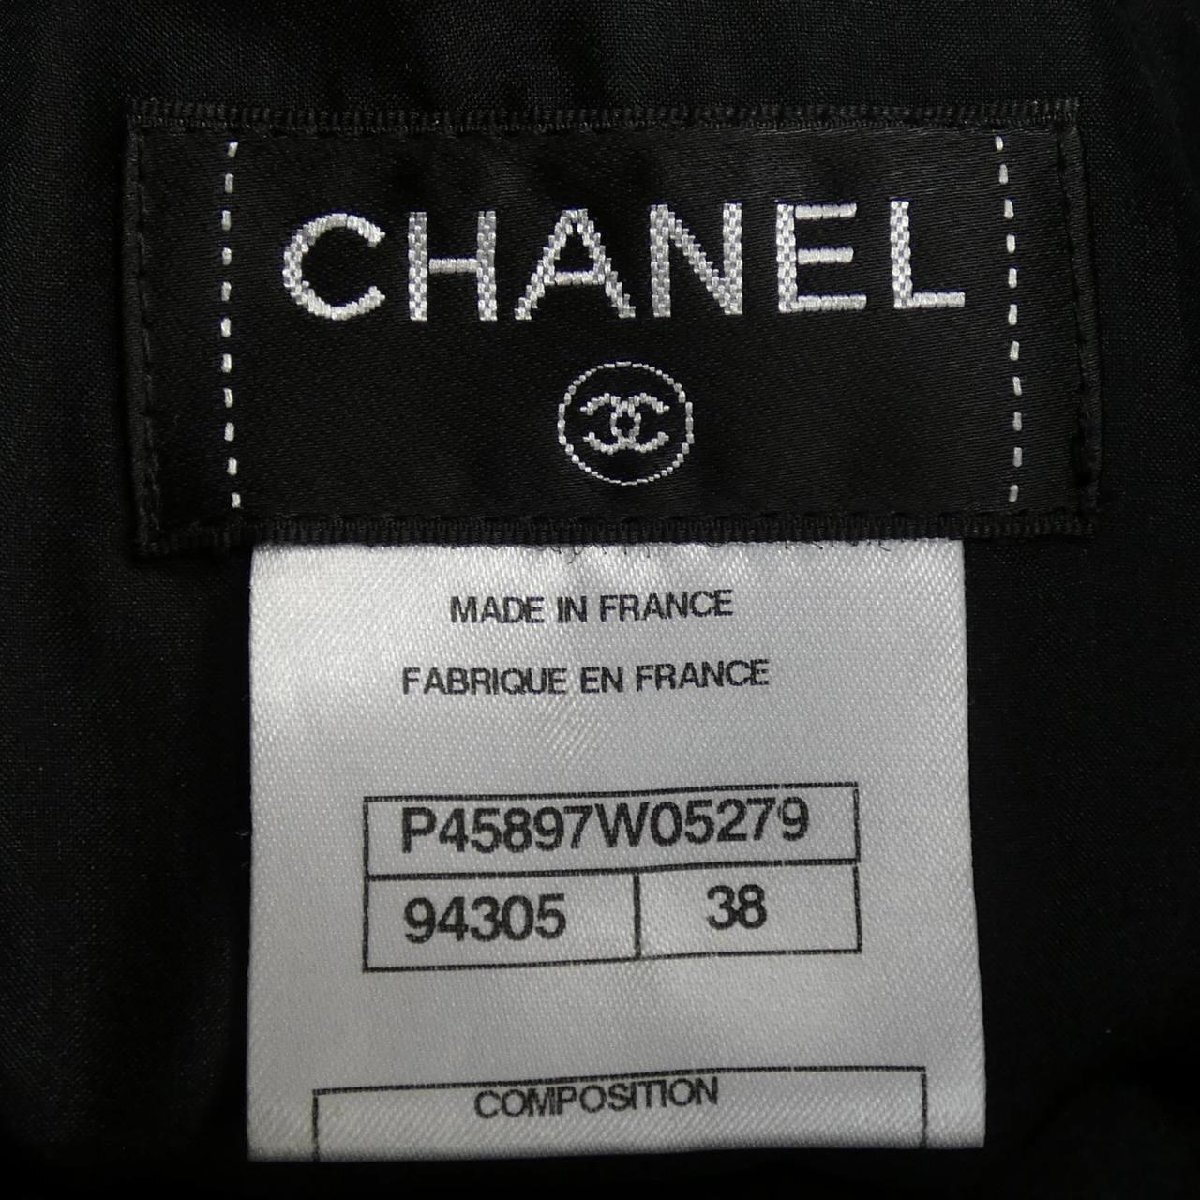 CHANEL
MADE IN FRANCE
FABRIQUE EN FRANCE
P45897W05279
94305 38
COMPOSITION